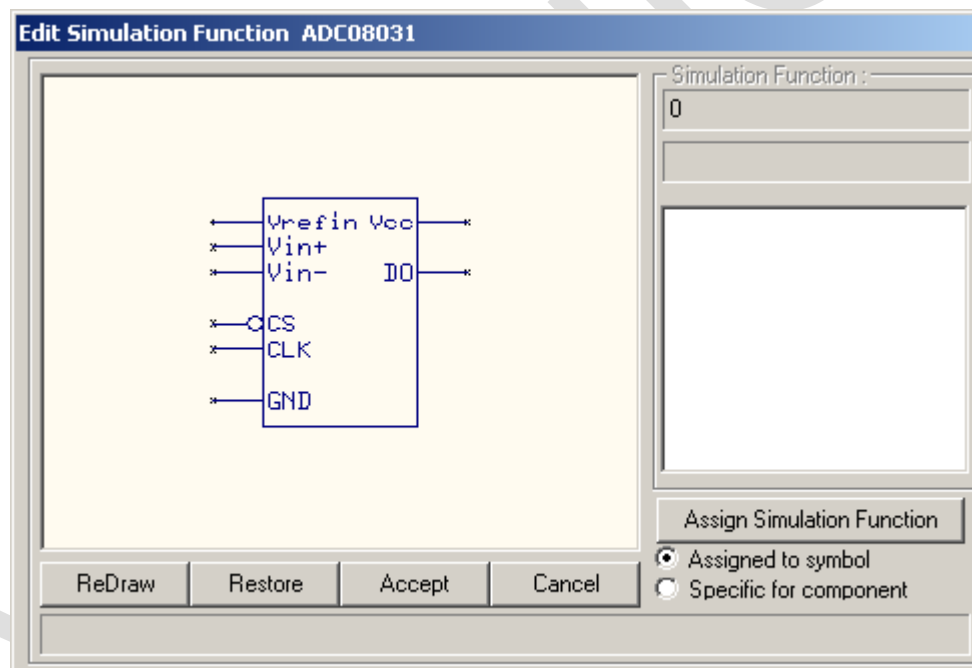 Edit Simulation Function ADC08031
Simulation Function :
0
Vrefin Vcc
Vin+
Vin- DO
CS
CLK
GND
Assign Simulation Function
Assigned to symbol
Specific for component
ReDraw Restore Accept Cancel